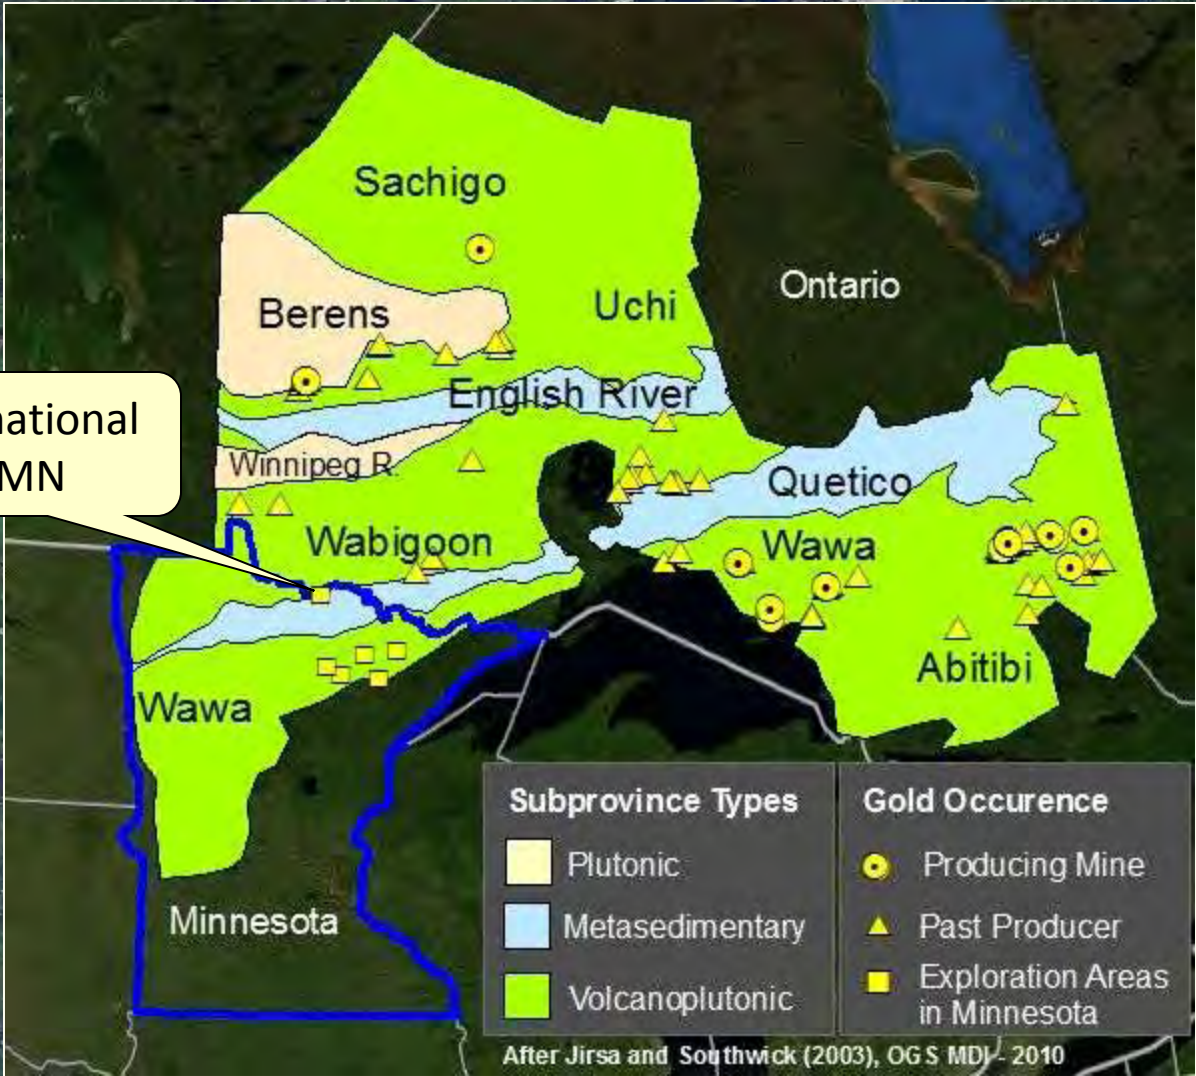 Sachigo
Ontario
Berens
Uchi
English River
national
MN
Winnipeg R.
Quetico
Wabigoon
Wawa
Abitibi
Wawa
Minnesota
Subprovince Types
Plutonic
Metasedimentary
Volcanoplutonic
Gold Occurence
Producing Mine
Past Producer
Exploration Areas
in Minnesota
After Jirsa and Southwick (2003), OGS MDI - 2010